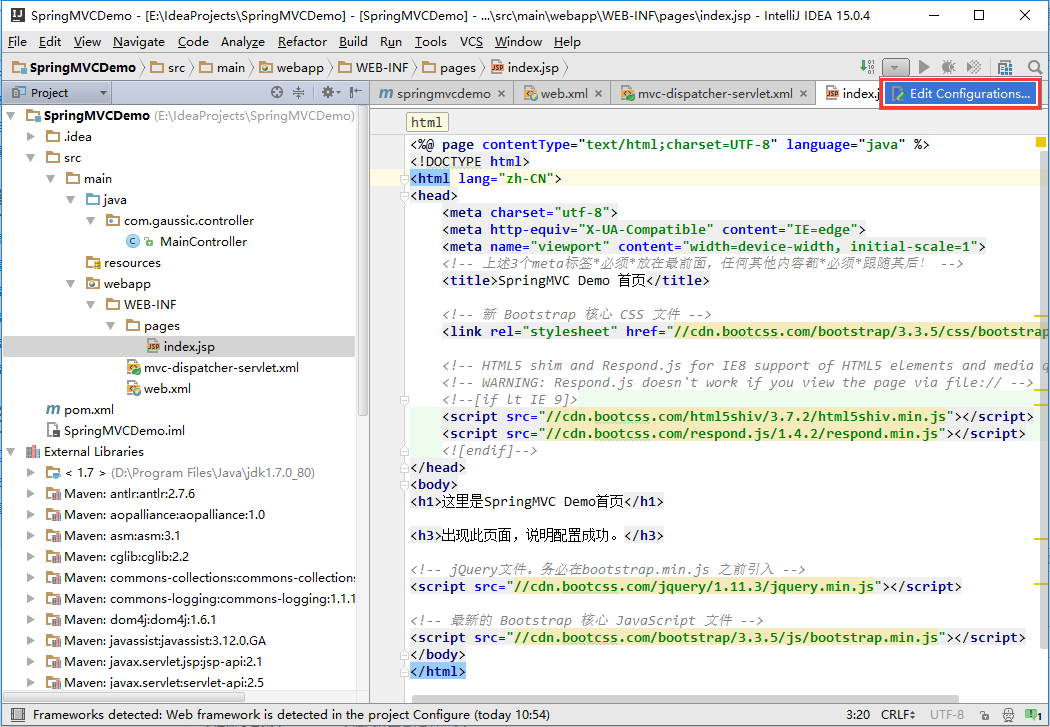 SpringMVCDemo - [E:\IdeaProjects\SpringMVCDemo] - [SpringMVCDemo] - ...\src\main\webapp\WEB-INF\pages\index.jsp - IntelliJ IDEA 15.0.4
File Edit View Navigate Code Analyze Refactor Build Run Tools VCS Window Help
SpringMVCDemo src main webapp WEB-INF pages index.jsp
Project
springmvcdemo web.xml mvc-dispatcher-servlet.xml index.j
Edit Configurations...
SpringMVCDemo (E:\IdeaProjects\SpringMVCDemo)
.idea
src
main
java
com.gaussic.controller
MainController
resources
webapp
WEB-INF
pages
index.jsp
mvc-dispatcher-servlet.xml
web.xml
pom.xml
SpringMVCDemo.iml
External Libraries
< 1.7 > (D:\Program Files\Java\jdk1.7.0_80)
Maven: antlr:antlr:2.7.6
Maven: aopalliance:aopalliance:1.0
Maven: asm:asm:3.1
Maven: cglib:cglib:2.2
Maven: commons-collections:commons-collections
Maven: commons-logging:commons-logging:1.1.1
Maven: dom4j:dom4j:1.6.1
Maven: javassist:javassist:3.12.0.GA
Maven: javax.servlet.jsp:jsp-api:2.1
Maven: javax.servlet:servlet-api:2.5
html
<%@ page contentType="text/html;charset=UTF-8" language="java" %>
<!DOCTYPE html>
<html lang="zh-CN">
<head>
<meta charset="utf-8">
<meta http-equiv="X-UA-Compatible" content="IE=edge">
<meta name="viewport" content="width=device-width, initial-scale=1">
<!-- 上述3个meta标签*必须*放在最前面，任何其他内容都*必须*跟随其后！ -->
<title>SpringMVC Demo 首页</title>
<!-- 新 Bootstrap 核心 CSS 文件 -->
<link rel="stylesheet" href="//cdn.bootcss.com/bootstrap/3.3.5/css/bootstrap
<!-- HTML5 shim and Respond.js for IE8 support of HTML5 elements and media q
<!-- WARNING: Respond.js doesn't work if you view the page via file:// -->
<!--[if lt IE 9]>
<script src="//cdn.bootcss.com/html5shiv/3.7.2/html5shiv.min.js"></script>
<script src="//cdn.bootcss.com/respond.js/1.4.2/respond.min.js"></script>
<![endif]-->
</head>
<body>
<h1>这里是SpringMVC Demo首页</h1>
<h3>出现此页面，说明配置成功。</h3>
<!-- jQuery文件。务必在bootstrap.min.js 之前引入 -->
<script src="//cdn.bootcss.com/jquery/1.11.3/jquery.min.js"></script>
<!-- 最新的 Bootstrap 核心 JavaScript 文件 -->
<script src="//cdn.bootcss.com/bootstrap/3.3.5/js/bootstrap.min.js"></script>
</body>
</html>
Frameworks detected: Web framework is detected in the project Configure (today 10:54) 3:20 CRLF UTF-8 1